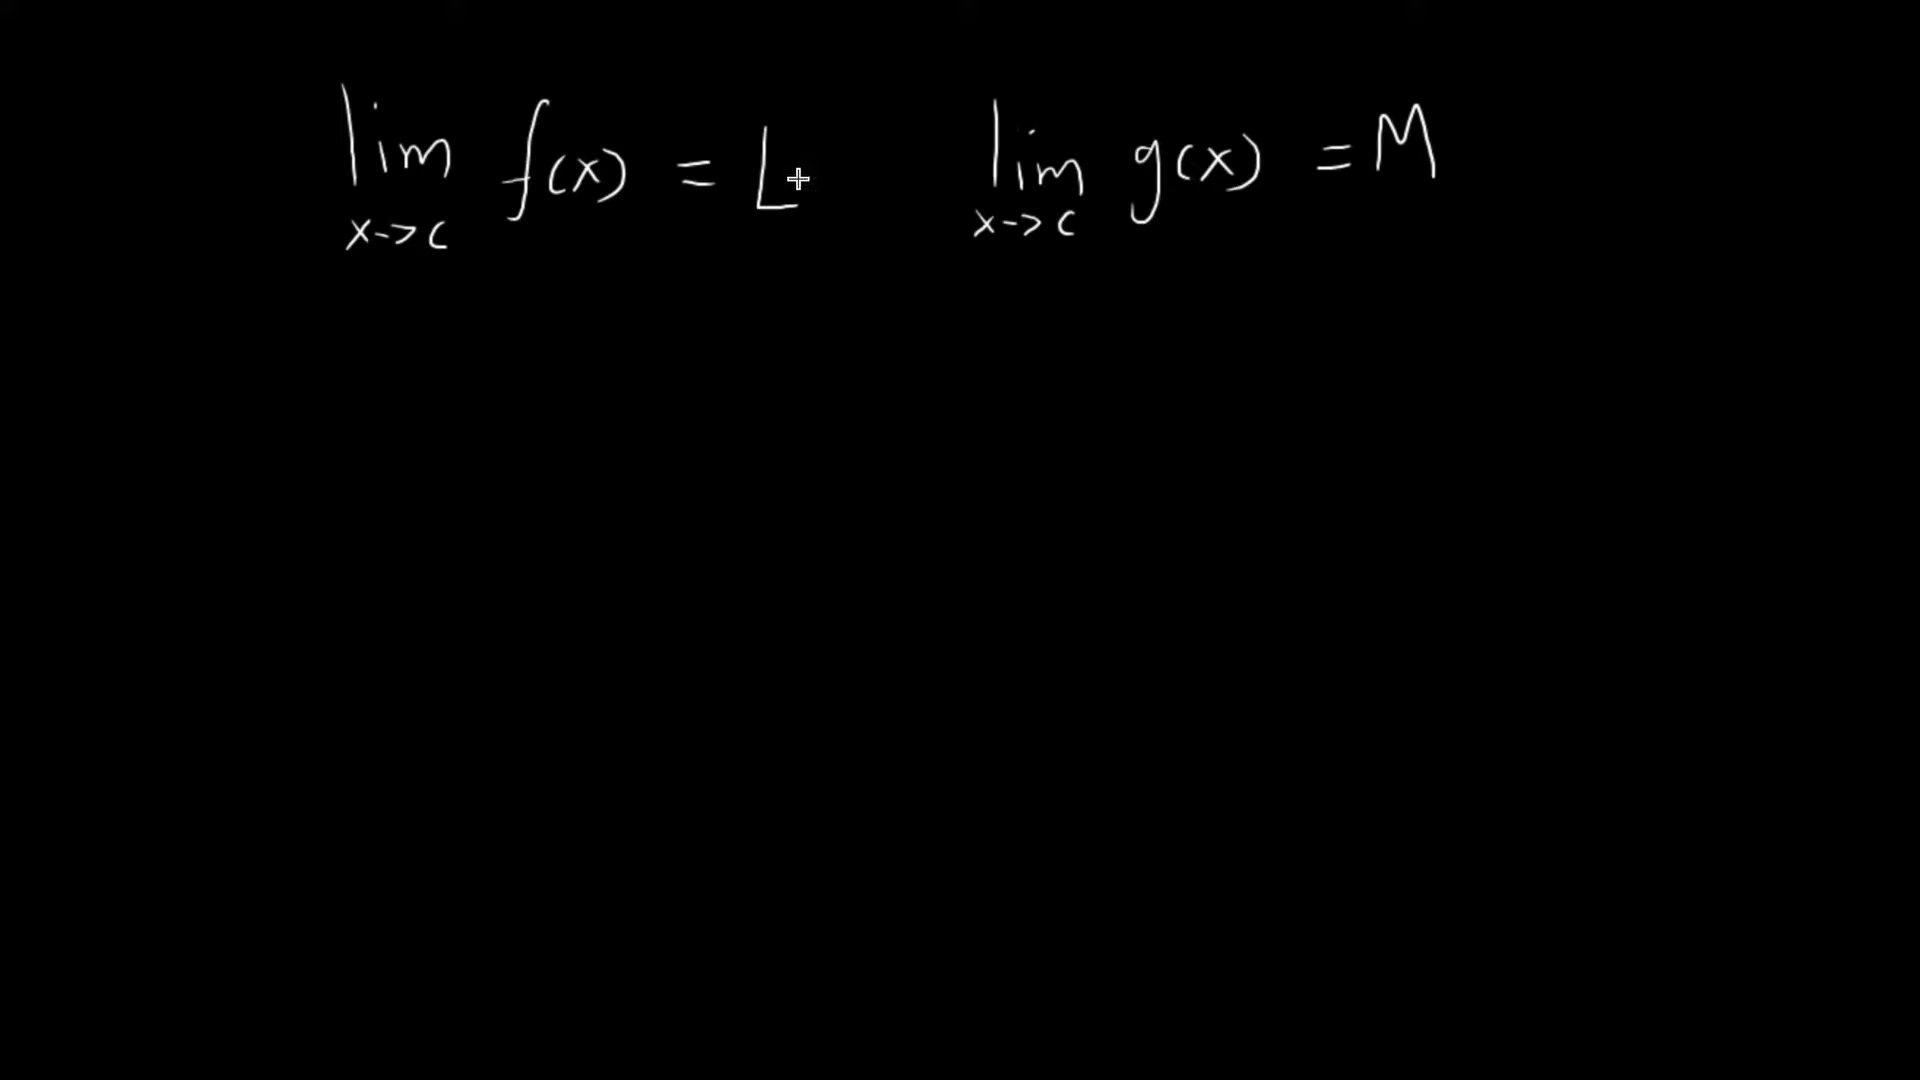 lim f(x) = L lim g(x) = M
x->c x->c